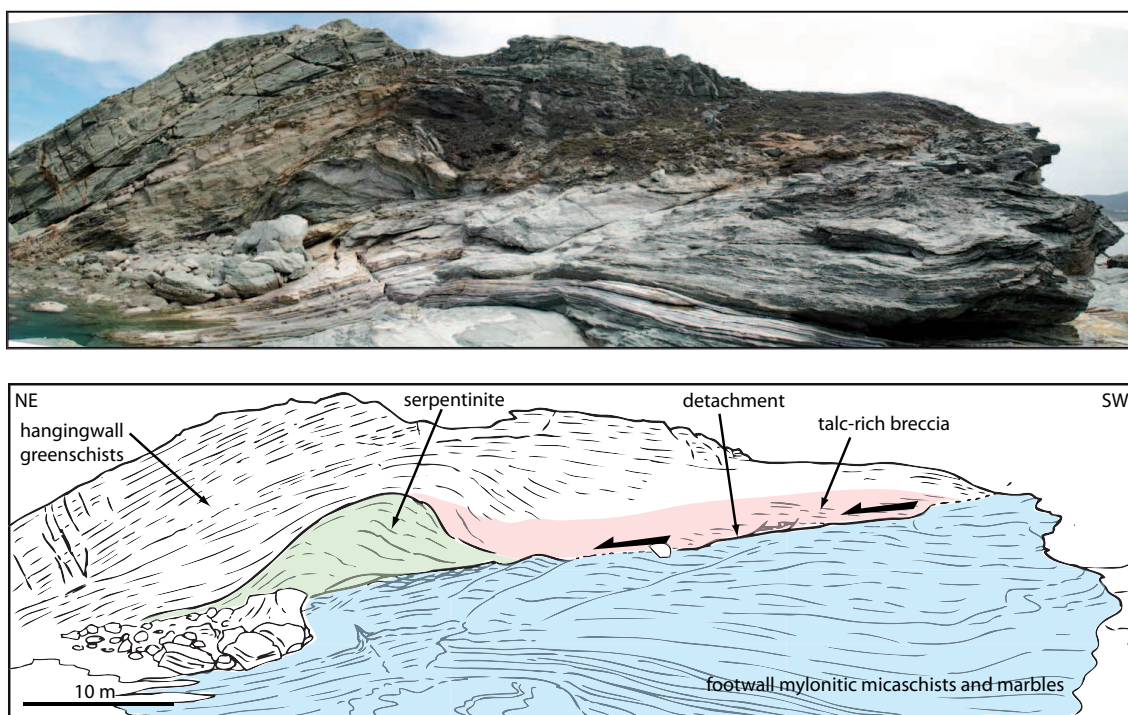 NE
serpentinite
detachment
SW
hangingwall
greenschists
talc-rich breccia
10 m
footwall mylonitic micaschists and marbles